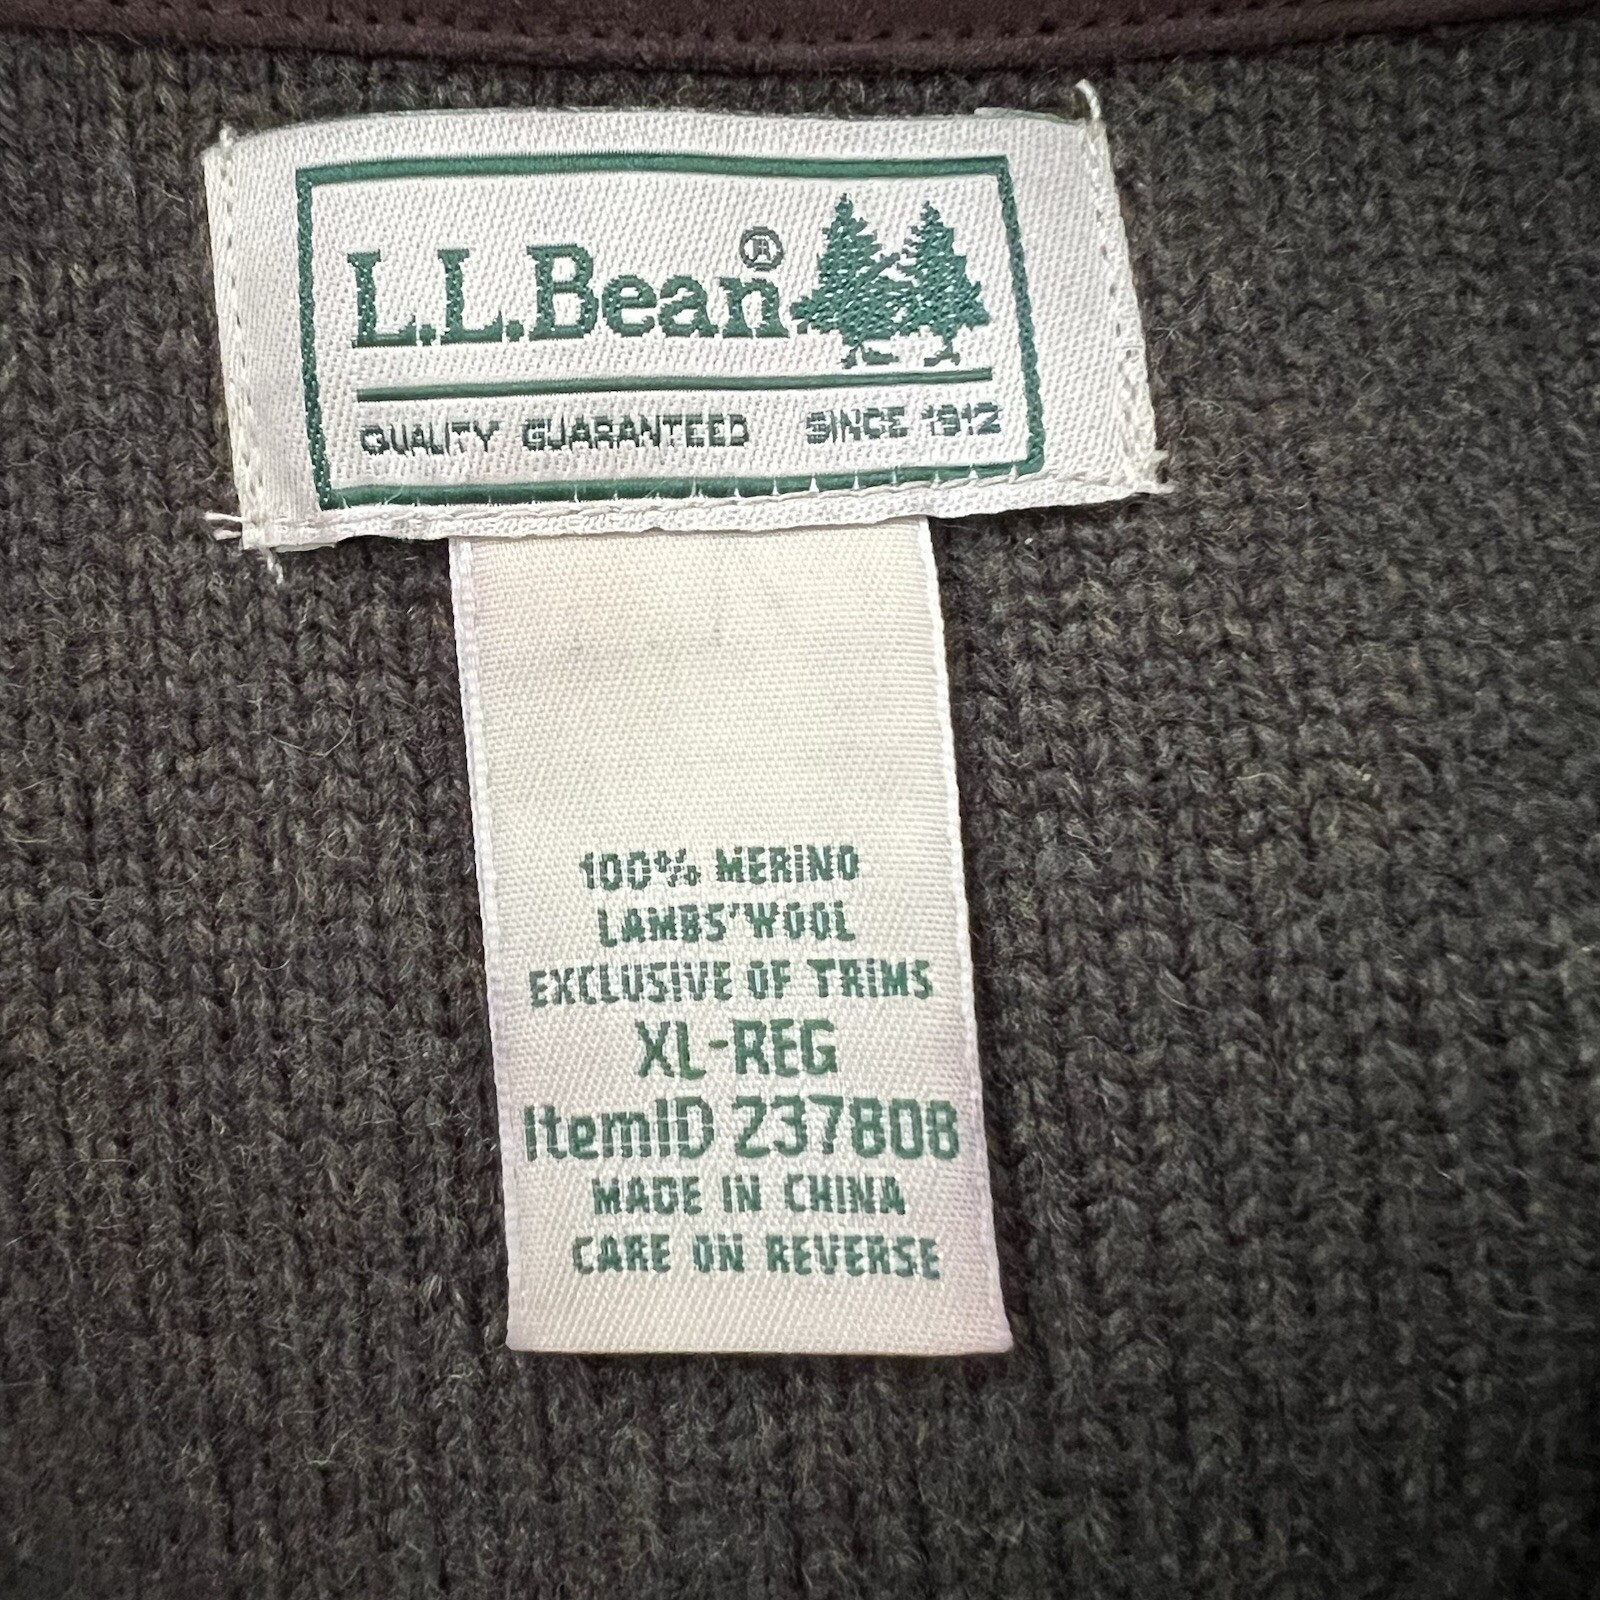 L.L.Bean®
QUALITY GUARANTEED SINCE 1912
100% MERINO
LAMBS' WOOL
EXCLUSIVE OF TRIMS
XL-REG
ItemID 237808
MADE IN CHINA
CARE ON REVERSE